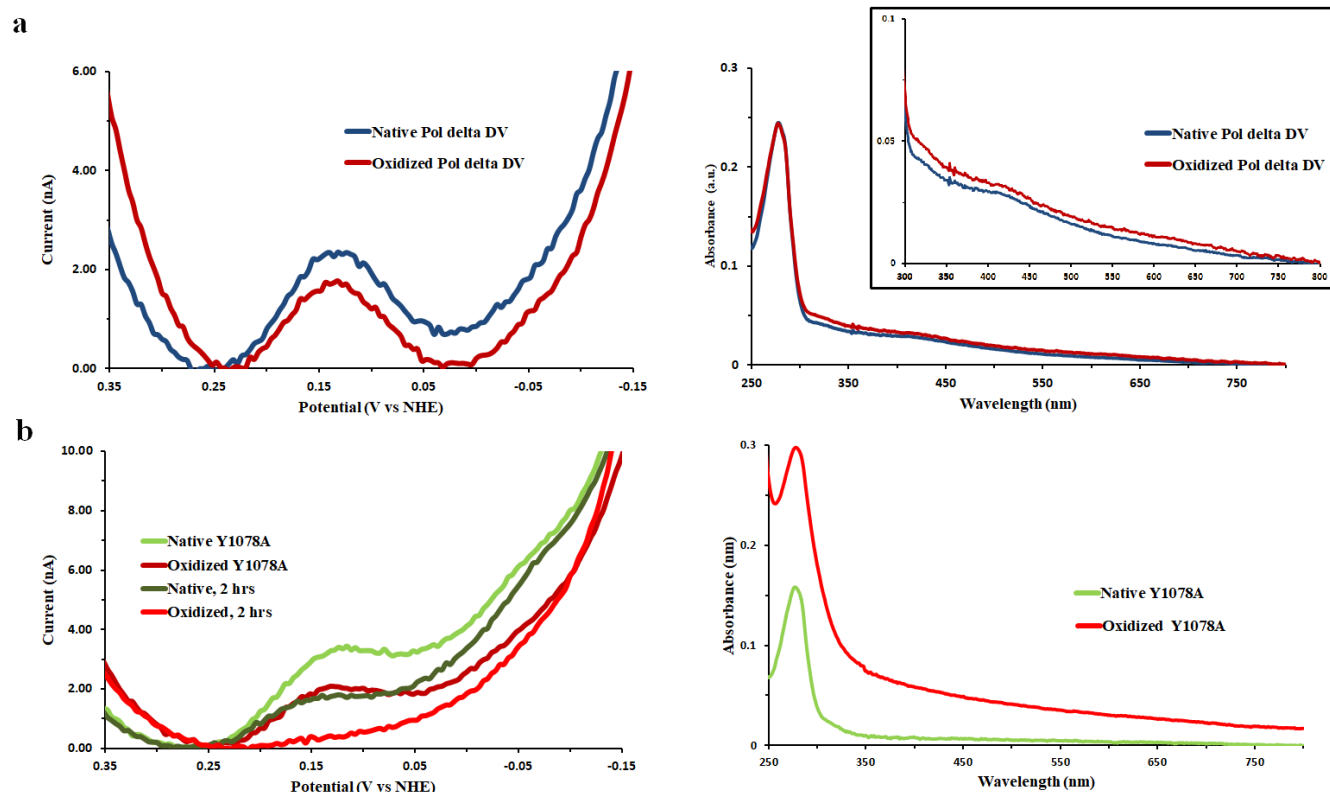 a
6.00
4.00
2.00
0.00
Current (nA)
0.35
0.25
0.15
0.05
-0.05
-0.15
Potential (V vs NHE)
Native Pol delta DV
Oxidized Pol delta DV
0.3
0.2
0.1
0
Absorbance (a.u.)
250
350
450
550
650
750
Wavelength (nm)
0.1
0.05
0
300
350
400
450
500
550
600
650
700
750
800
Native Pol delta DV
Oxidized Pol delta DV
b
10.00
8.00
6.00
4.00
2.00
0.00
Current (nA)
0.35
0.25
0.15
0.05
-0.05
-0.15
Potential (V vs NHE)
Native Y1078A
Oxidized Y1078A
Native, 2 hrs
Oxidized, 2 hrs
0.3
0.2
0.1
0
Absorbance (nm)
250
350
450
550
650
750
Wavelength (nm)
Native Y1078A
Oxidized Y1078A